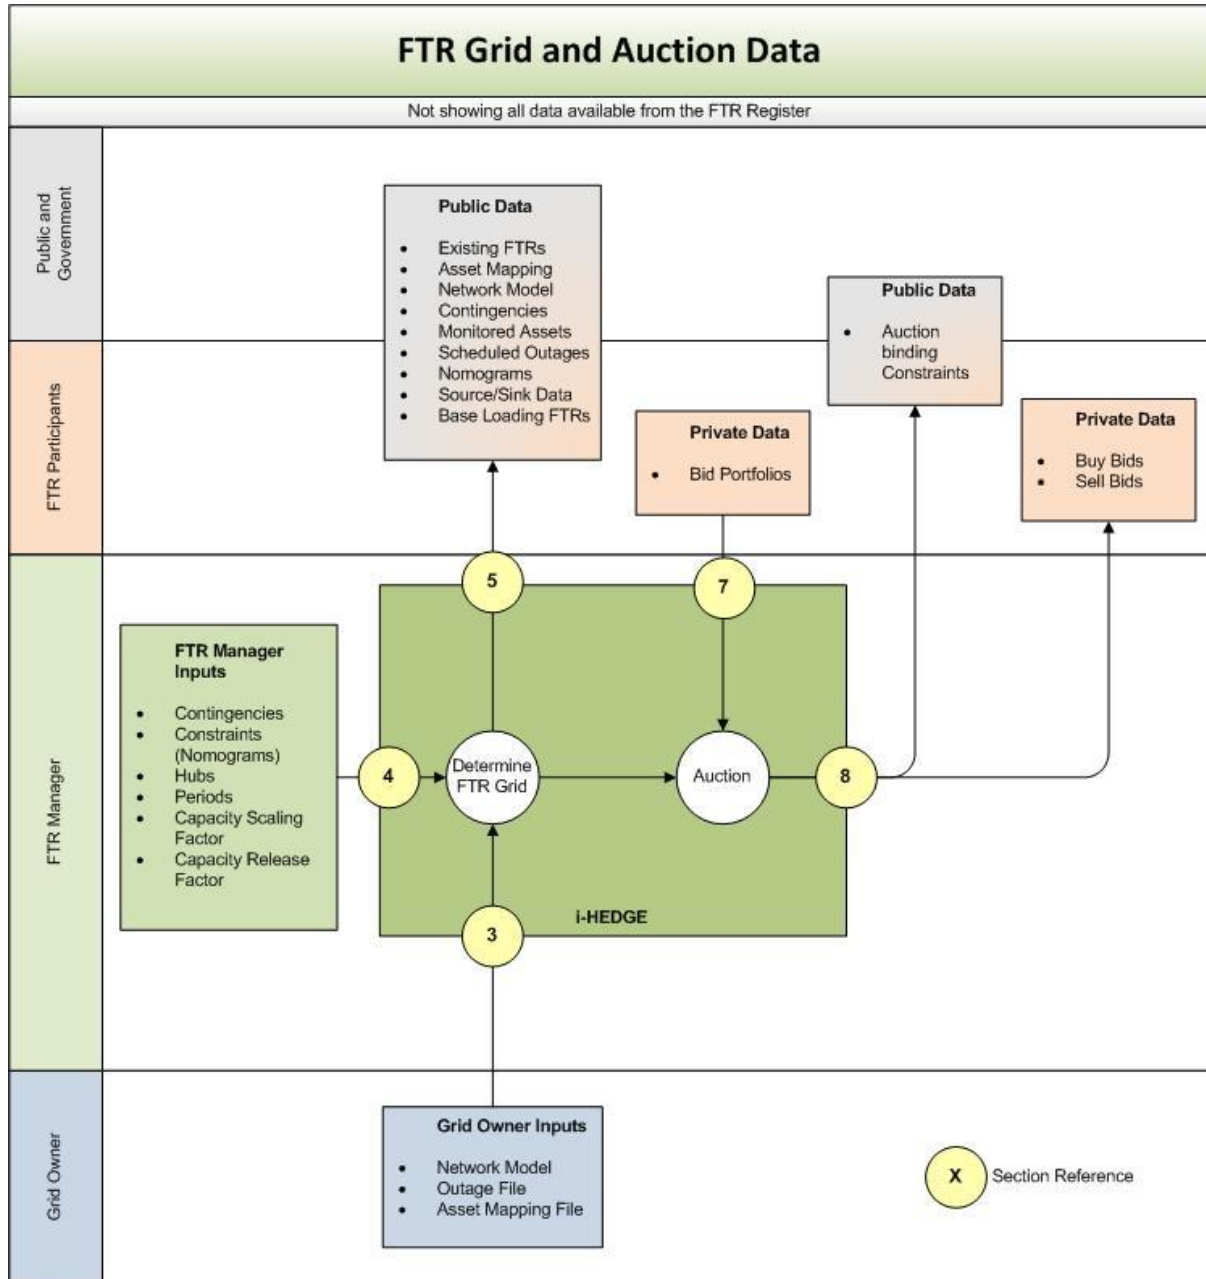 FTR Grid and Auction Data
Not showing all data available from the FTR Register
Public and
Government
Public Data
• Existing FTRs
• Asset Mapping
• Network Model
• Contingencies
• Monitored Assets
• Scheduled Outages
• Nomograms
• Source/Sink Data
• Base Loading FTRs
Public Data
• Auction
binding
Constraints
FTR Participants
Private Data
• Bid Portfolios
Private Data
• Buy Bids
• Sell Bids
FTR Manager
5
7
FTR Manager
Inputs
• Contingencies
• Constraints
(Nomograms)
• Hubs
• Periods
• Capacity Scaling
Factor
• Capacity Release
Factor
4
Determine
FTR Grid
Auction
8
i-HEDGE
3
Grid Owner
Grid Owner Inputs
• Network Model
• Outage File
• Asset Mapping File
X
Section Reference